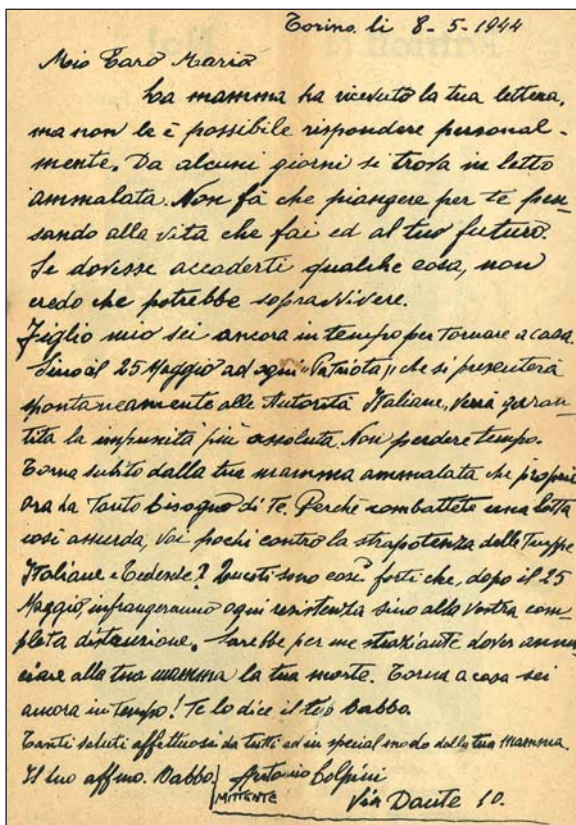 Torino, li 8-5-1944
Mio Caro Mario
La mamma ha ricevuto la tua lettera,
ma non le è possibile rispondere personal-
mente. Da alcuni giorni si trova in letto
ammalata. Non fà che piangere per te pen-
sando alla vita che fai ed al tuo futuro.
Se dovesse accaderti qualche cosa, non
credo che potrebbe sopravvivere.
Figlio mio sei ancora in tempo per tornare a casa.
Sino il 25 Maggio ad ogni "Patriota" che si presenterà
spontaneamente alle Autorità Italiane, verrà garan-
tita la impunità più assoluta. Non perdere tempo.
Torna subito dalla tua mamma ammalata che proprio
ora ha tanto bisogno di te. Perchè combattete una lotta
così assurda, voi pochi contro la strapotenza delle Truppe
Italiane e Tedesche? Questi sono così forti che, dopo il 25
Maggio, infrangeranno ogni resistenza sino alla vostra com-
pleta distruzione. Sarebbe per me straziante dover annun-
ciare alla tua mamma la tua morte. Torna a casa sei
ancora in tempo! Te lo dice il tuo Babbo.
Tanti saluti affettuosi da tutti ed in special modo dalla tua mamma.
Il tuo affmo. Babbo. Antonio Colpini
MITTENTE Via Dante 10.